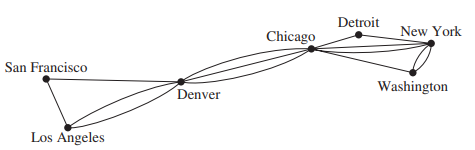 Detroit
Chicago
New York
San Francisco
Denver
Washington
Los Angeles